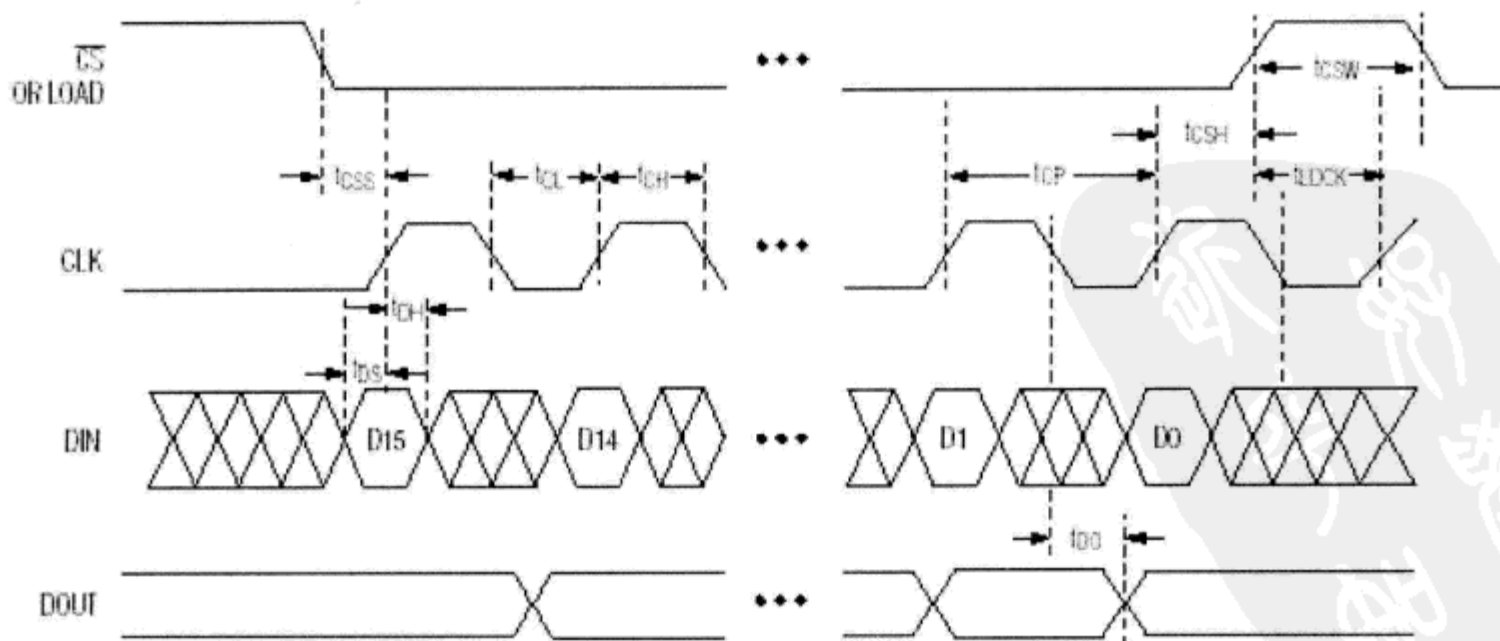 CS
OR LOAD
tCSW
tCSH
tCSS
tCL
tCH
tCP
tLDCK
CLK
tDH
tDS
DIN
D15
D14
D1
D0
tDO
DOUT